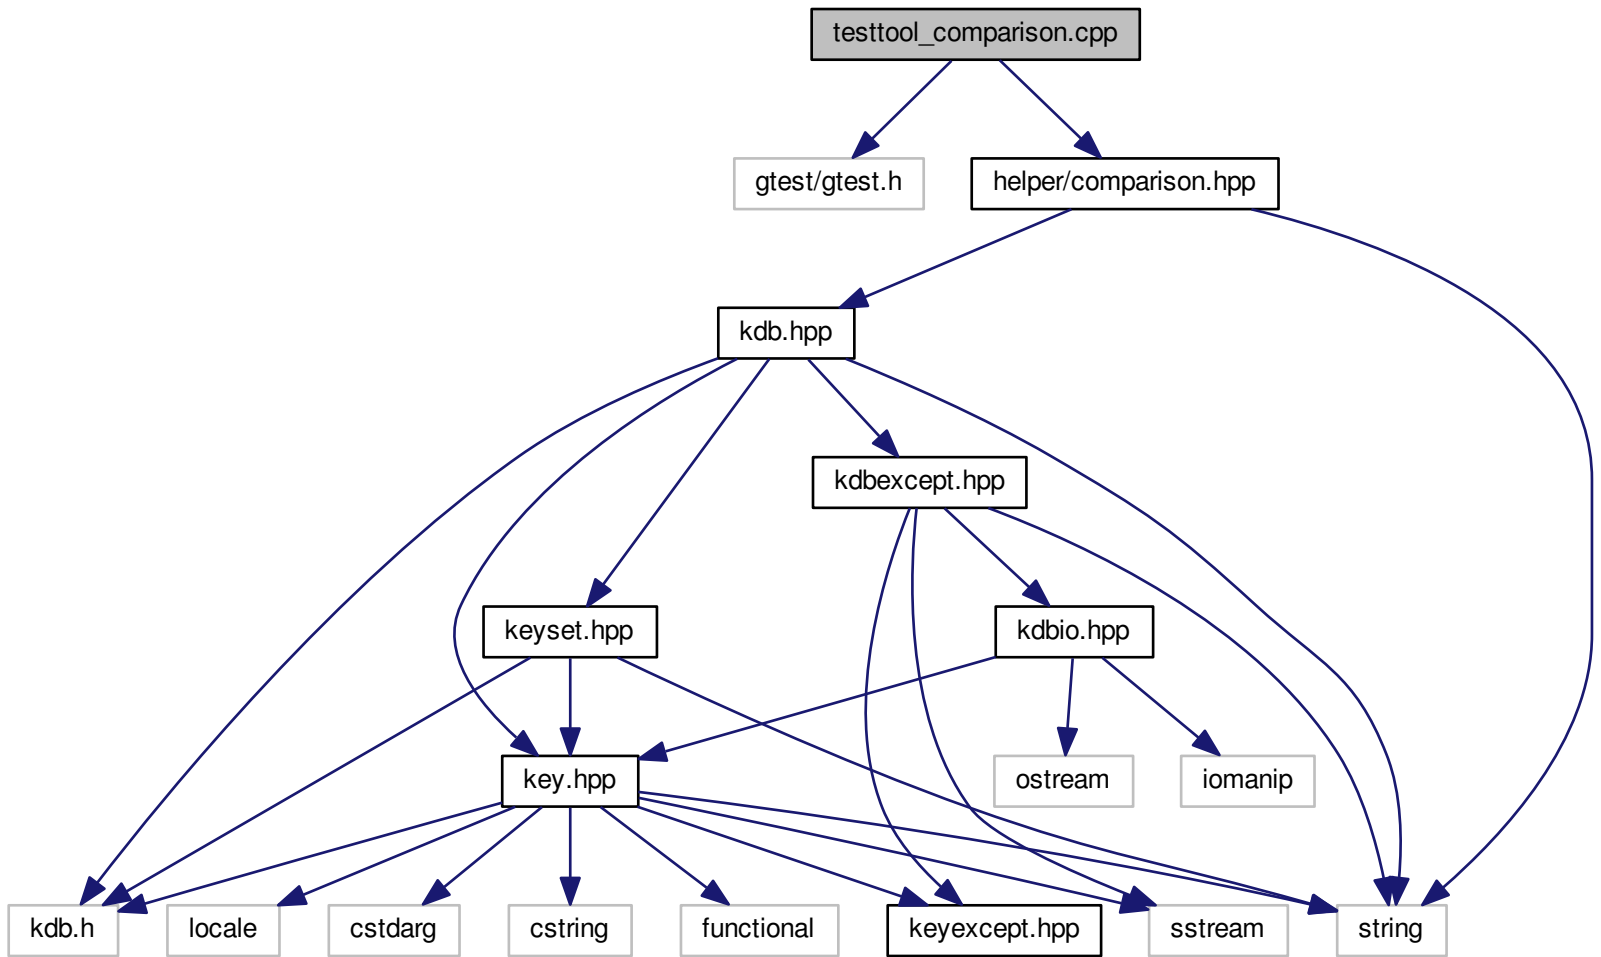 testtool_comparison.cpp
gtest/gtest.h
helper/comparison.hpp
kdb.hpp
kdbexcept.hpp
keyset.hpp
kdbio.hpp
key.hpp
ostream
iomanip
kdb.h
locale
cstdarg
cstring
functional
keyexcept.hpp
sstream
string